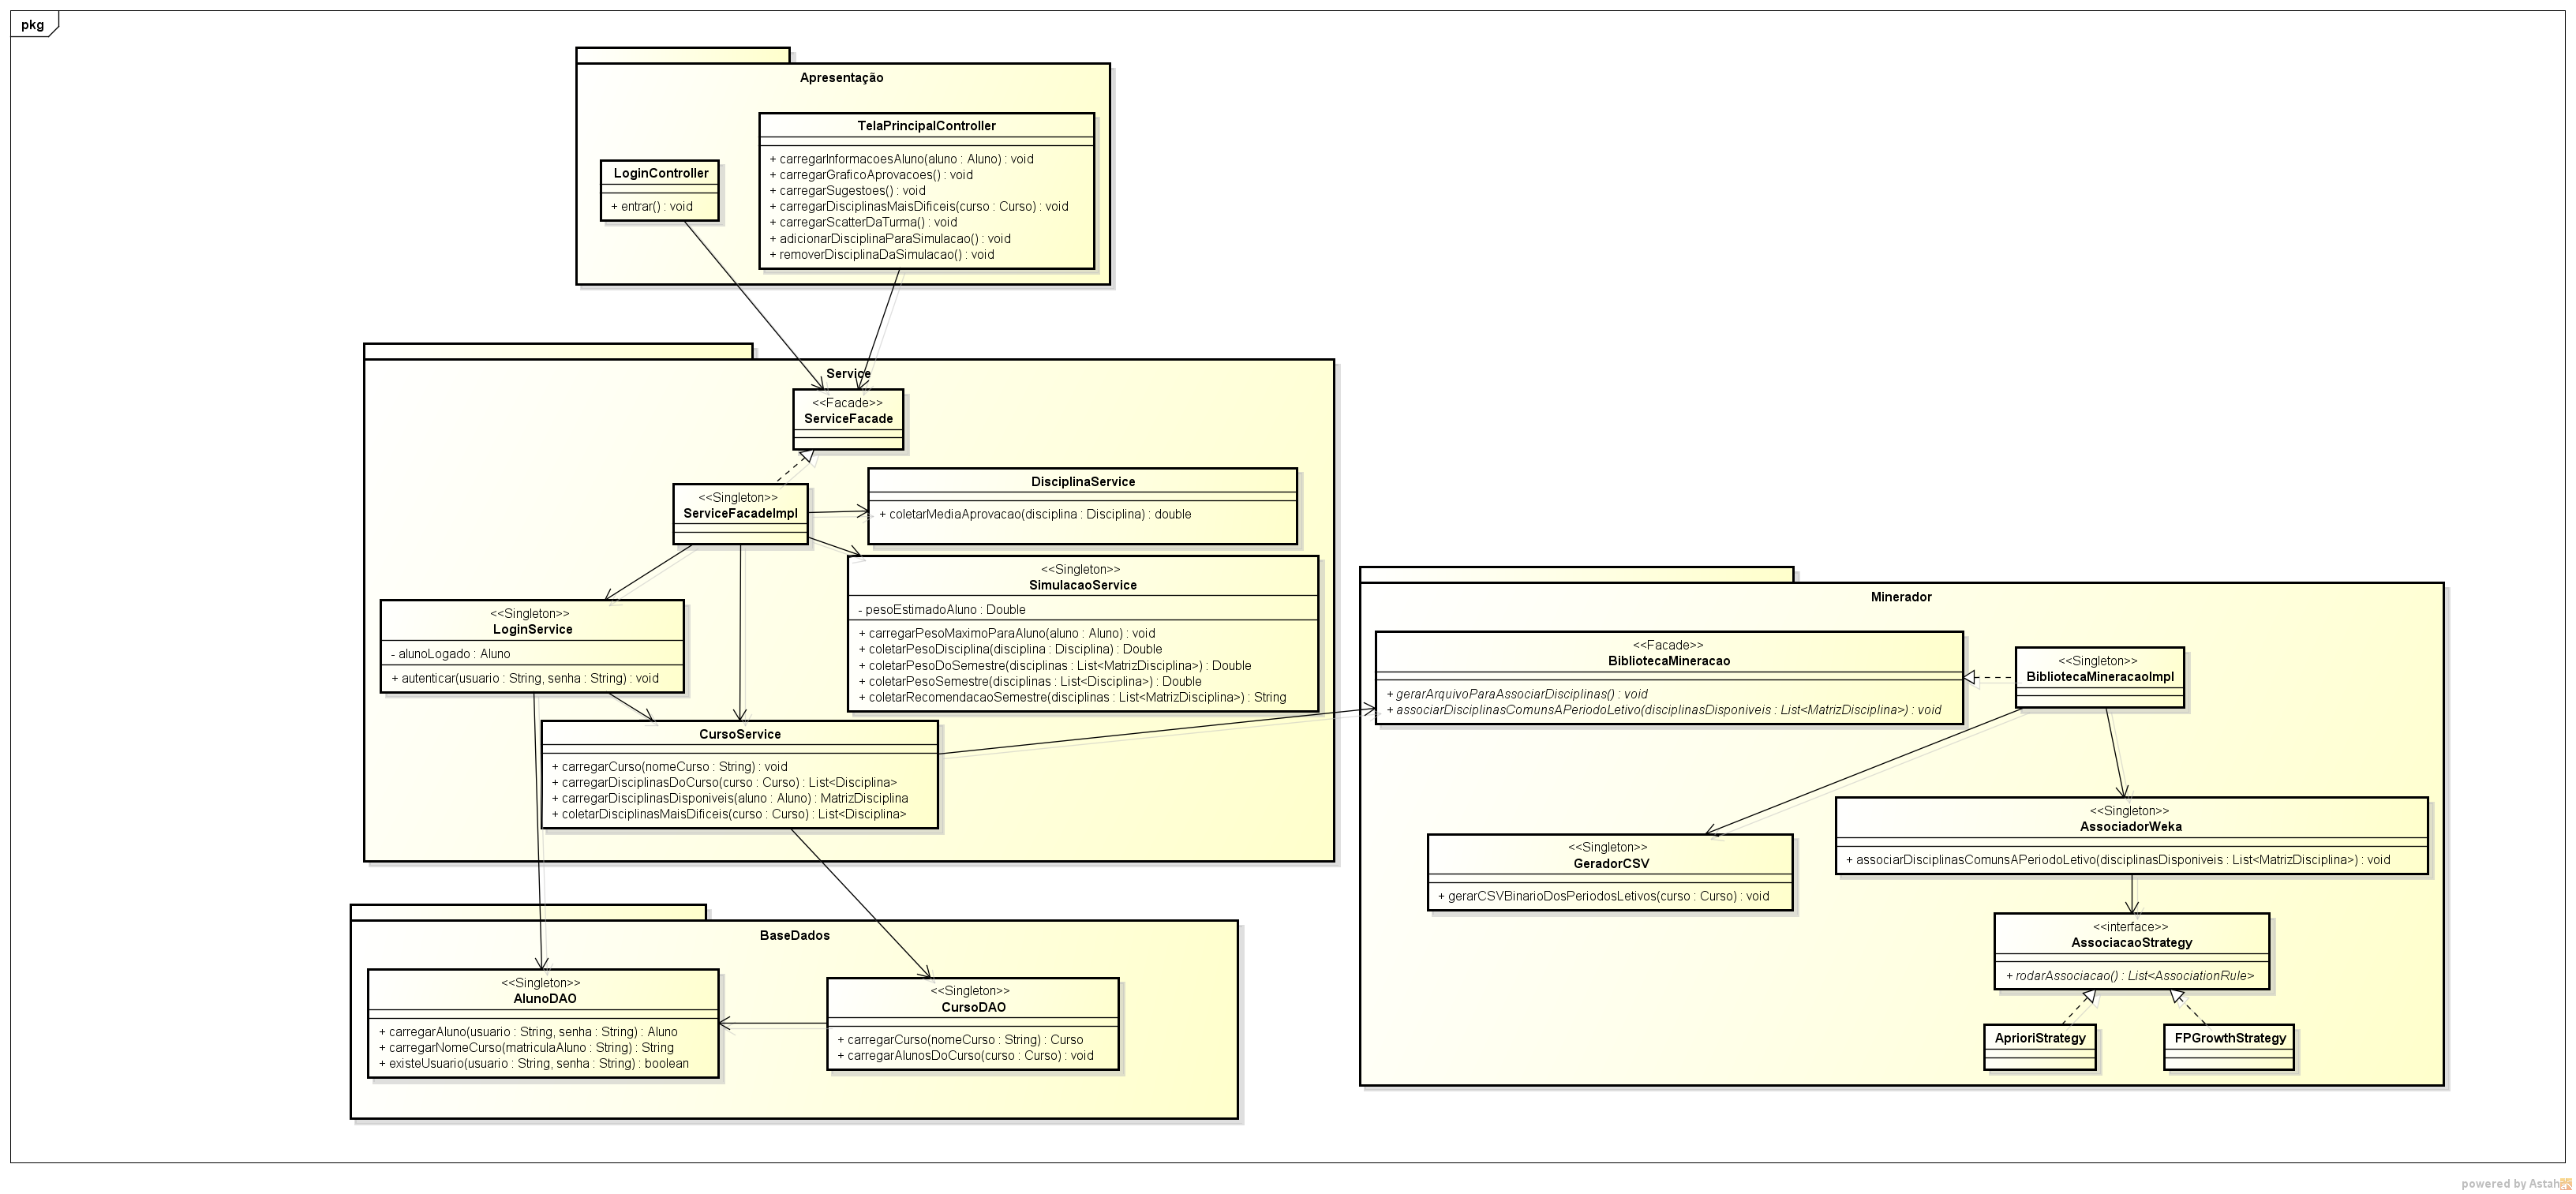 pkg
Apresentação
TelaPrincipalController
+ carregarInformacoesAluno(aluno : Aluno) : void
+ carregarGraficoAprovacoes() : void
+ carregarSugestoes() : void
+ carregarDisciplinasMaisDificeis(curso : Curso) : void
+ carregarScatterDaTurma() : void
+ adicionarDisciplinaParaSimulacao() : void
+ removerDisciplinaDaSimulacao() : void
LoginController
+ entrar() : void
Service
<<Facade>>
ServiceFacade
<<Singleton>>
ServiceFacadeImpl
DisciplinaService
+ coletarMediaAprovacao(disciplina : Disciplina) : double
<<Singleton>>
SimulacaoService
- pesoEstimadoAluno : Double
+ carregarPesoMaximoParaAluno(aluno : Aluno) : void
+ coletarPesoDisciplina(disciplina : Disciplina) : Double
+ coletarPesoDoSemestre(disciplinas : List<MatrizDisciplina>) : Double
+ coletarPesoSemestre(disciplinas : List<Disciplina>) : Double
+ coletarRecomendacaoSemestre(disciplinas : List<MatrizDisciplina>) : String
<<Singleton>>
LoginService
- alunoLogado : Aluno
+ autenticar(usuario : String, senha : String) : void
CursoService
+ carregarCurso(nomeCurso : String) : void
+ carregarDisciplinasDoCurso(curso : Curso) : List<Disciplina>
+ carregarDisciplinasDisponiveis(aluno : Aluno) : MatrizDisciplina
+ coletarDisciplinasMaisDificeis(curso : Curso) : List<Disciplina>
Minerador
<<Facade>>
BibliotecaMineracao
+ gerarArquivoParaAssociarDisciplinas() : void
+ associarDisciplinasComunsAPeriodoLetivo(disciplinasDisponiveis : List<MatrizDisciplina>) : void
<<Singleton>>
BibliotecaMineracaoImpl
<<Singleton>>
GeradorCSV
+ gerarCSVBinarioDosPeriodosLetivos(curso : Curso) : void
<<Singleton>>
AssociadorWeka
+ associarDisciplinasComunsAPeriodoLetivo(disciplinasDisponiveis : List<MatrizDisciplina>) : void
<<interface>>
AssociacaoStrategy
+ rodarAssociacao() : List<AssociationRule>
AprioriStrategy
FPGrowthStrategy
BaseDados
<<Singleton>>
AlunoDAO
+ carregarAluno(usuario : String, senha : String) : Aluno
+ carregarNomeCurso(matriculaAluno : String) : String
+ existeUsuario(usuario : String, senha : String) : boolean
<<Singleton>>
CursoDAO
+ carregarCurso(nomeCurso : String) : Curso
+ carregarAlunosDoCurso(curso : Curso) : void
powered by Astah